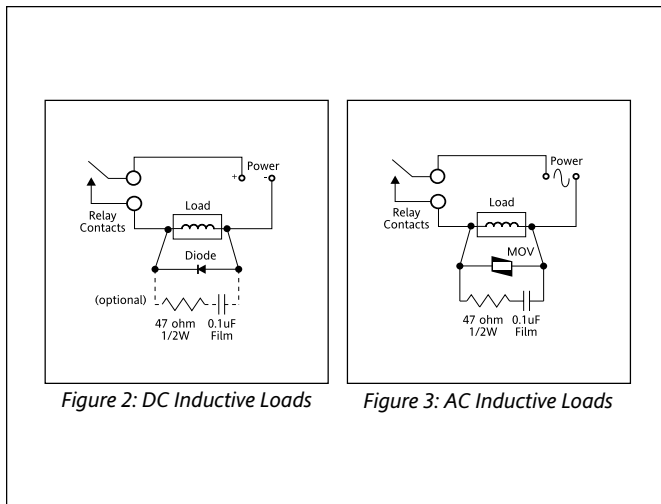 Power
+
-
Load
Relay
Contacts
Diode
(optional)
47 ohm
1/2W
0.1uF
Film
Figure 2: DC Inductive Loads
Power
Load
Relay
Contacts
MOV
47 ohm
1/2W
0.1uF
Film
Figure 3: AC Inductive Loads